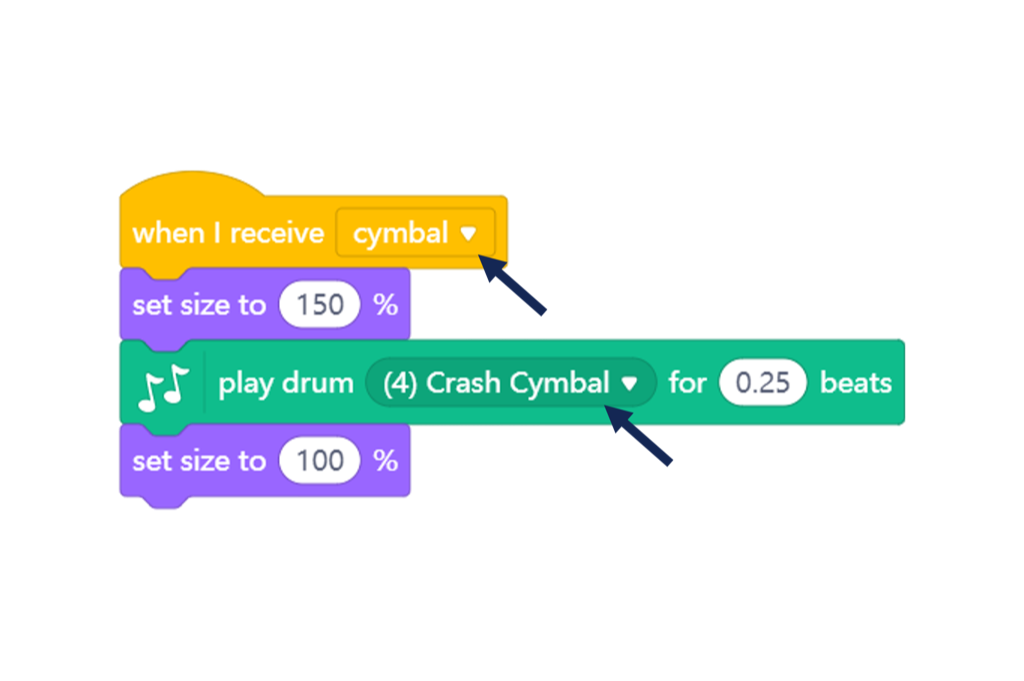 when I receive cymbal
set size to 150 %
play drum (4) Crash Cymbal for 0.25 beats
set size to 100 %